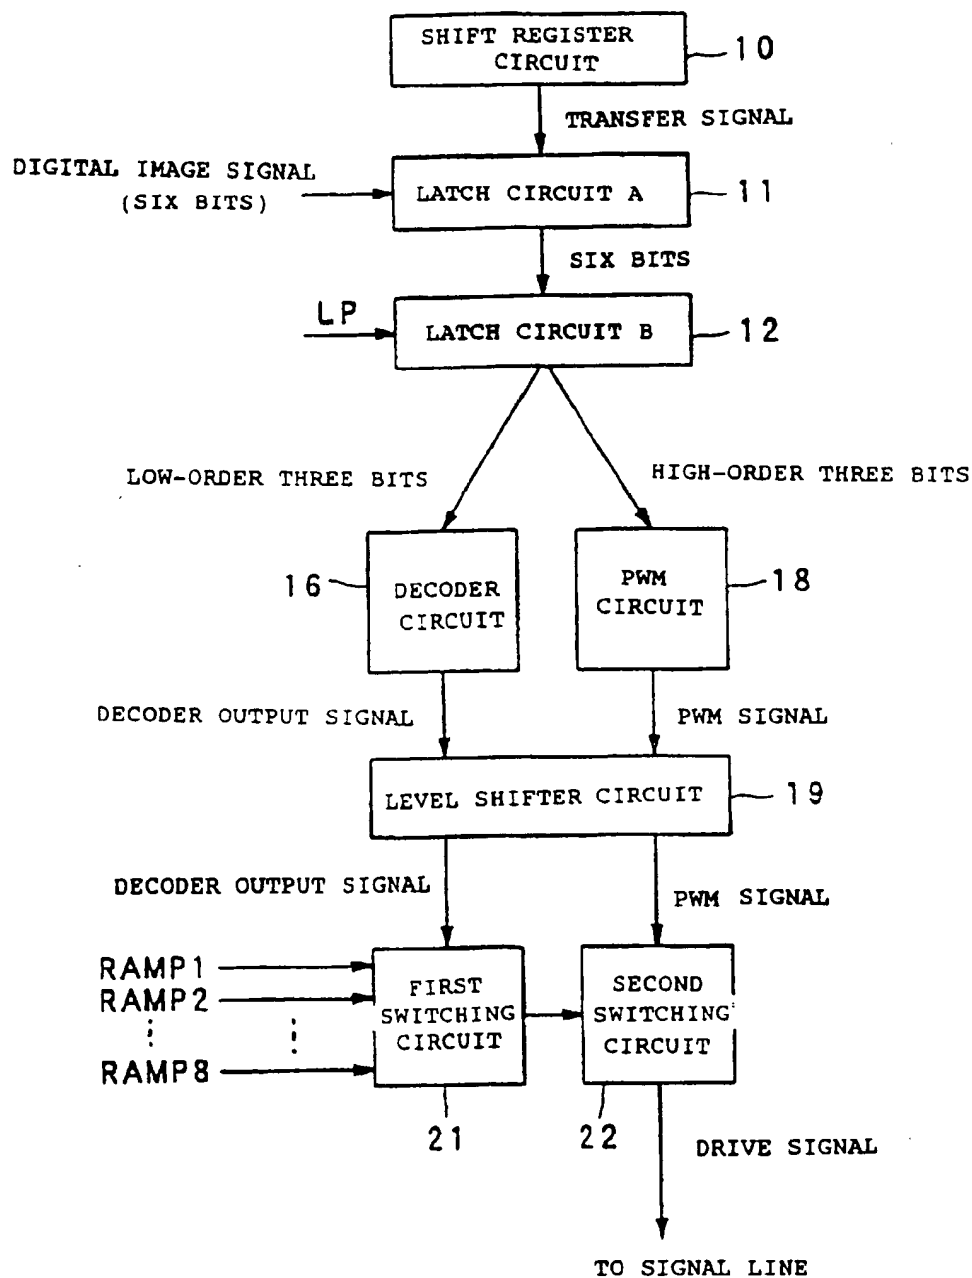 SHIFT REGISTER
CIRCUIT
10
TRANSFER SIGNAL
DIGITAL IMAGE SIGNAL
(SIX BITS)
LATCH CIRCUIT A
11
SIX BITS
LP
LATCH CIRCUIT B
12
LOW-ORDER THREE BITS
HIGH-ORDER THREE BITS
16
DECODER
CIRCUIT
PWM
CIRCUIT
18
DECODER OUTPUT SIGNAL
PWM SIGNAL
LEVEL SHIFTER CIRCUIT
19
DECODER OUTPUT SIGNAL
PWM SIGNAL
RAMP1
RAMP2
RAMP8
FIRST
SWITCHING
CIRCUIT
SECOND
SWITCHING
CIRCUIT
21
22
DRIVE SIGNAL
TO SIGNAL LINE